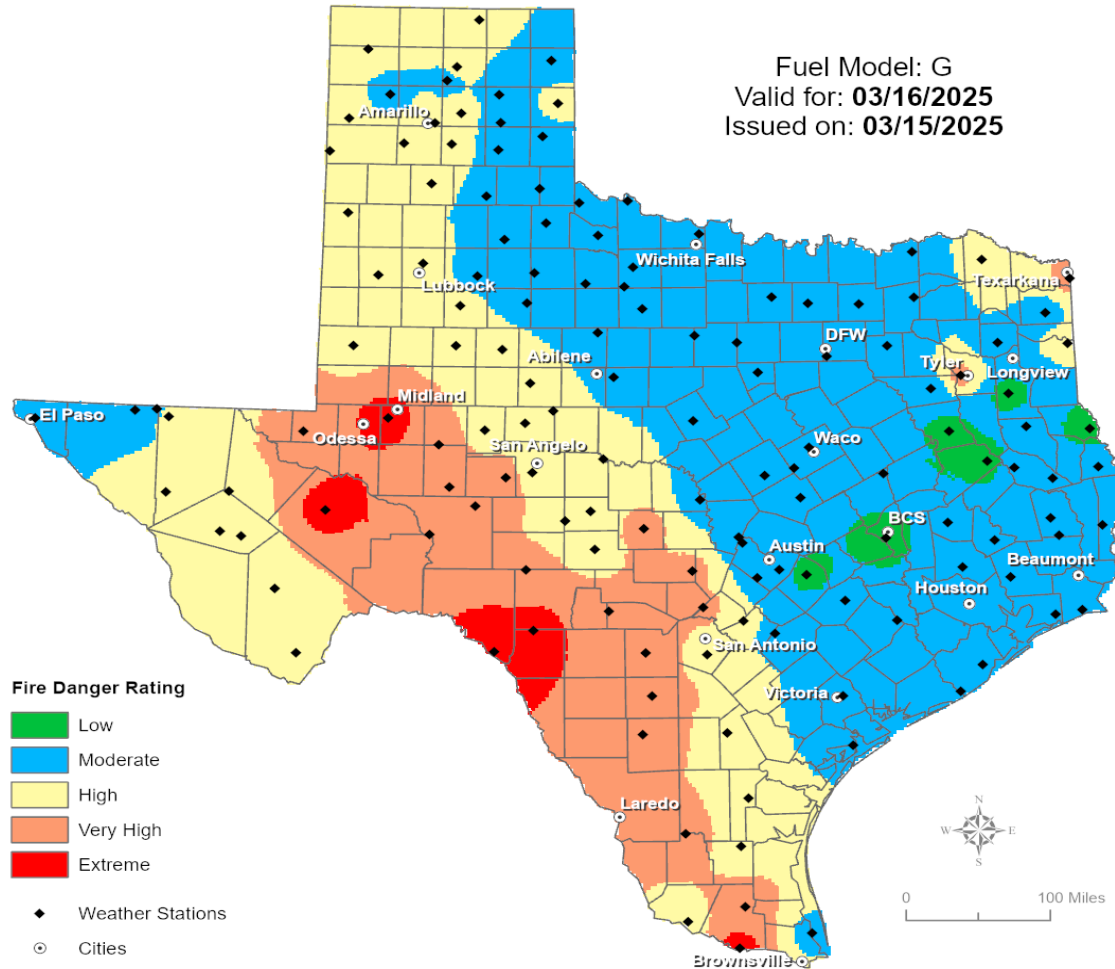 Fuel Model: G
Valid for: 03/16/2025
Issued on: 03/15/2025
Amarillo
Wichita Falls
Lubbock
Texarkana
DFW
Abilene
Tyler
Longview
Midland
El Paso
Odessa
San Angelo
Waco
BCS
Austin
Beaumont
Houston
San Antonio
Victoria
Laredo
Brownsville
Fire Danger Rating
Low
Moderate
High
Very High
Extreme
Weather Stations
Cities
N
W E
S
0 100 Miles